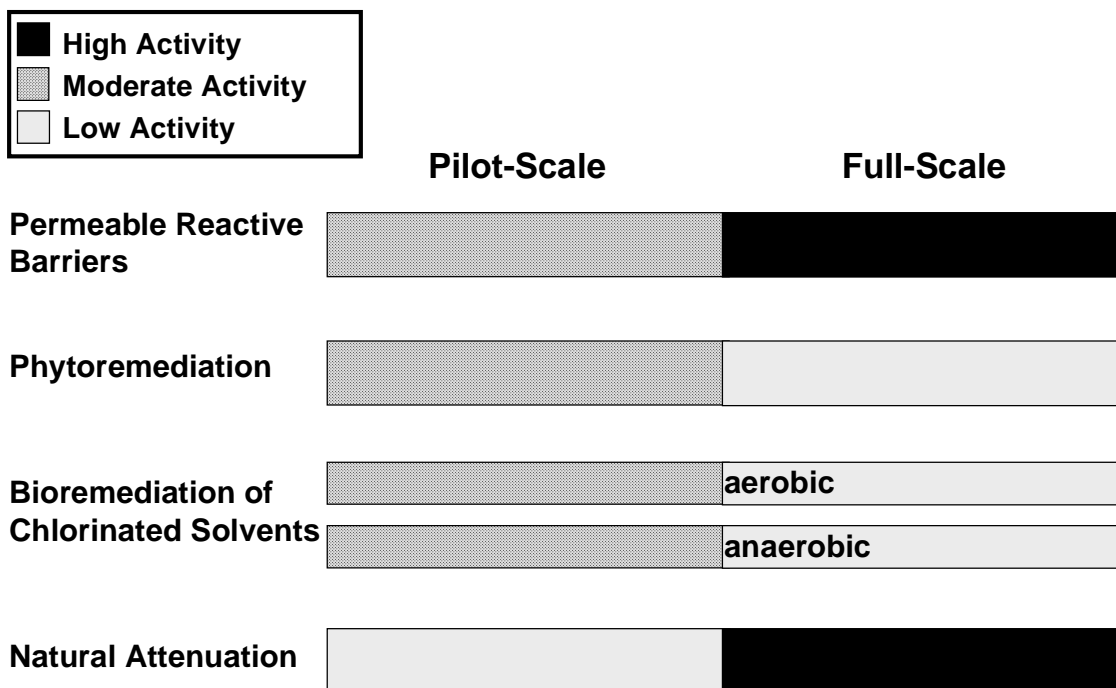 High Activity
Moderate Activity
Low Activity
Pilot-Scale
Full-Scale
Permeable Reactive
Barriers
Phytoremediation
Bioremediation of
Chlorinated Solvents
aerobic
anaerobic
Natural Attenuation